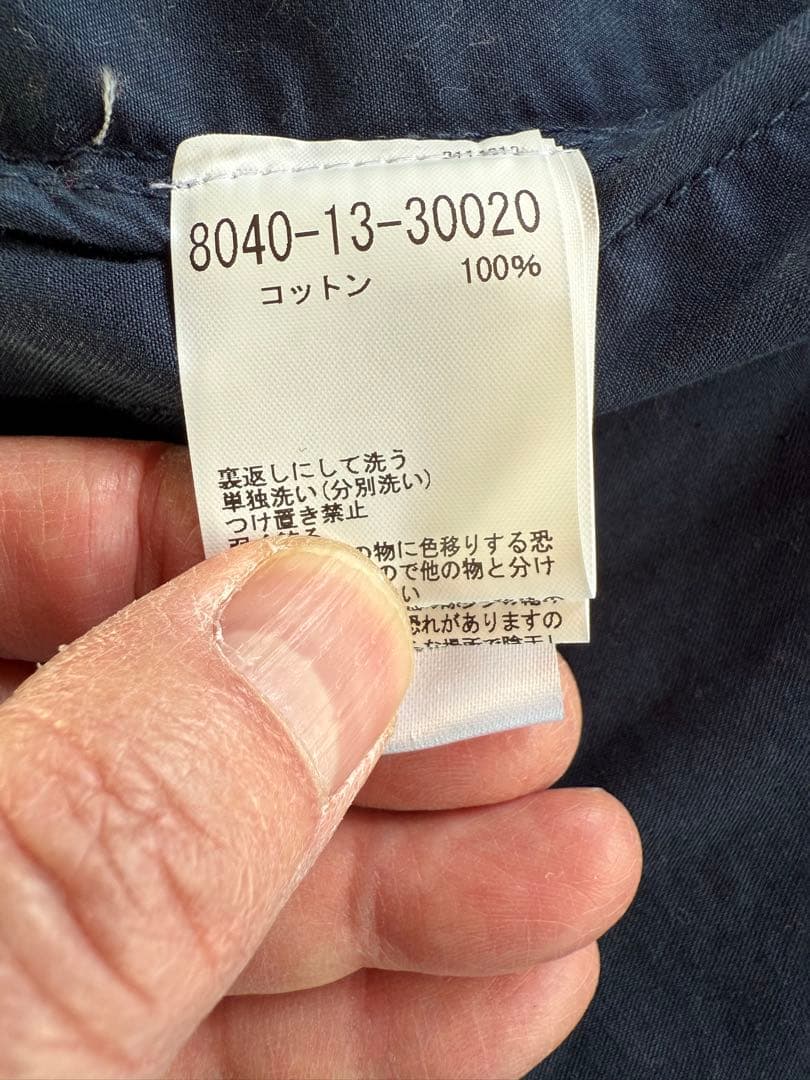 8040-13-30020
コットン 100%
裏返しにして洗う
単独洗い(分別洗い)
つけ置き禁止
の物に色移りする恐
ので他の物と分け
い
恐れがありますの